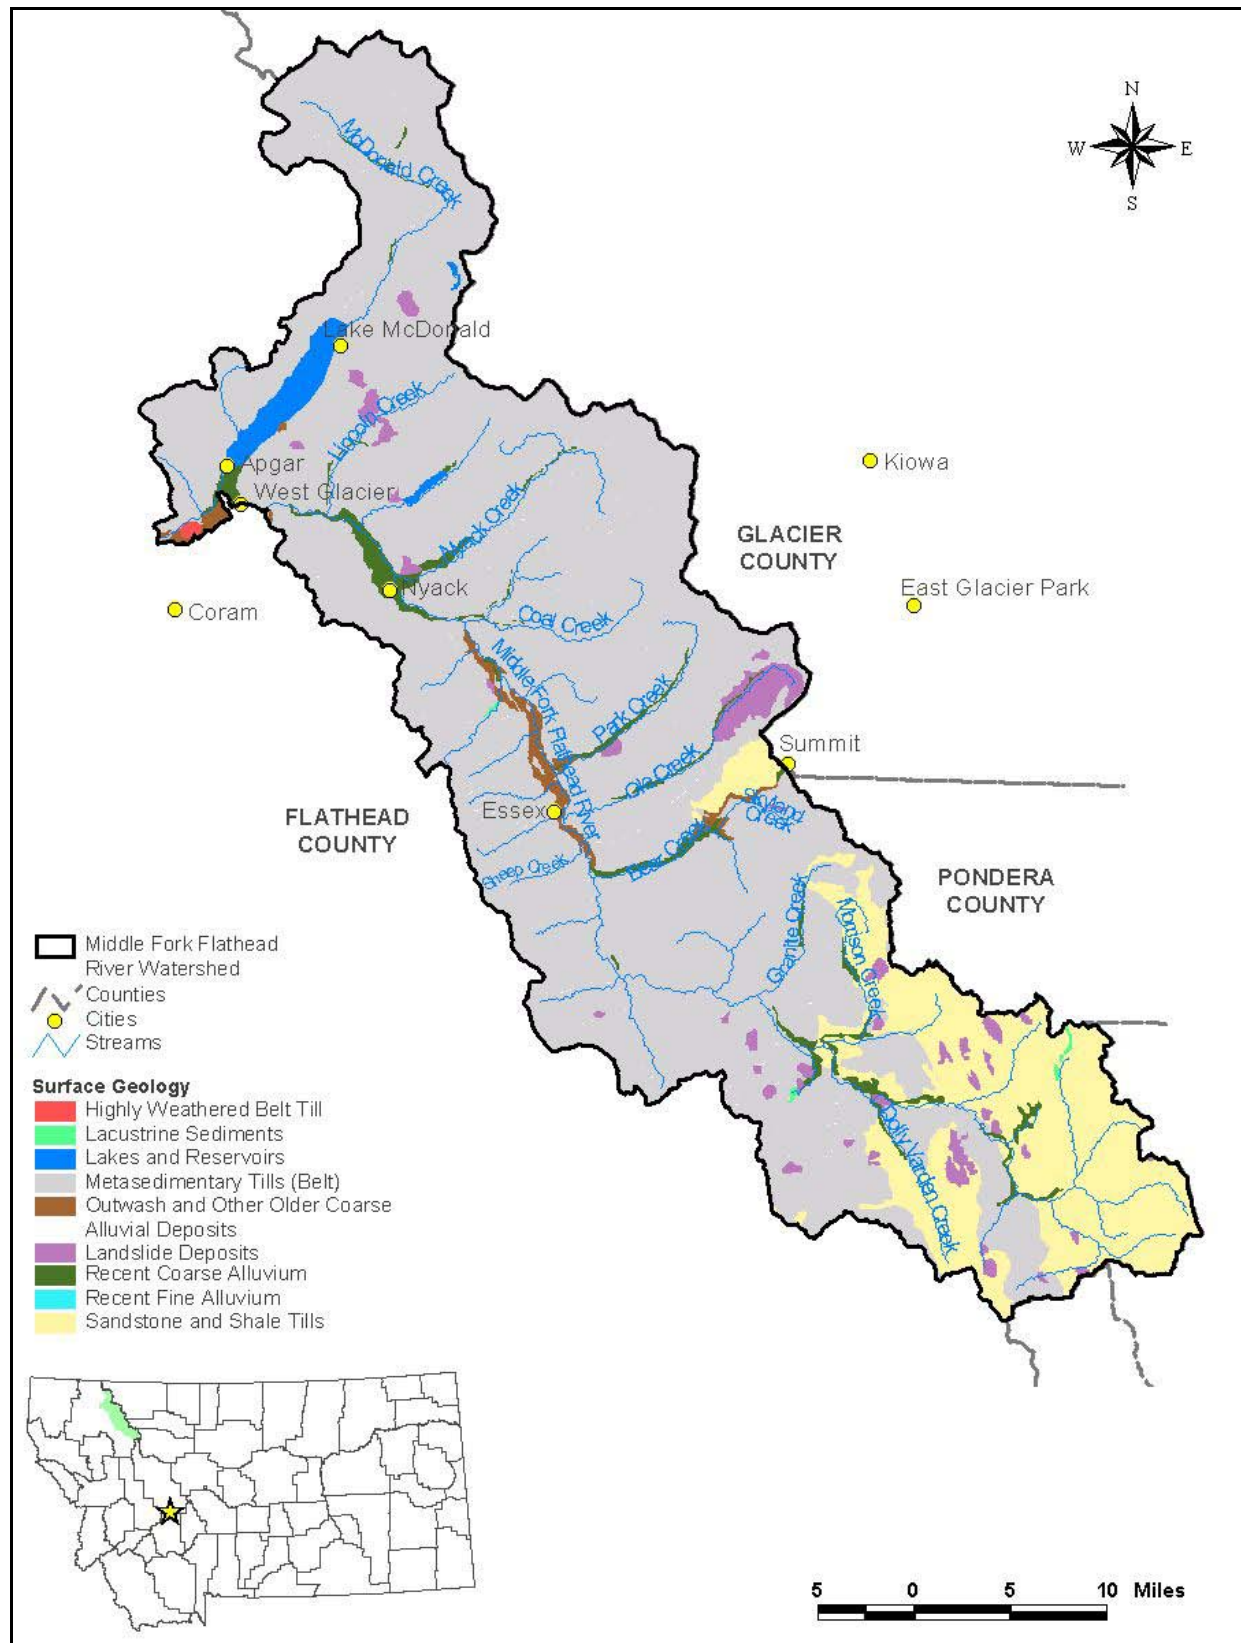 N
W E
S
McDonald Creek
Lake McDonald
Lincoln Creek
Apgar
West Glacier
Kiowa
Nyack Creek
GLACIER
COUNTY
Nyack
East Glacier Park
Coram
Coal Creek
Middle Fork Flathead River
Park Creek
Summit
Ole Creek
Skyland
Creek
Essex
FLATHEAD
COUNTY
Bear Creek
Sheep Creek
PONDERA
COUNTY
Granite Creek
Morrison Creek
Dolly Varden Creek
Middle Fork Flathead
River Watershed
Counties
Cities
Streams
Surface Geology
Highly Weathered Belt Till
Lacustrine Sediments
Lakes and Reservoirs
Metasedimentary Tills (Belt)
Outwash and Other Older Coarse
Alluvial Deposits
Landslide Deposits
Recent Coarse Alluvium
Recent Fine Alluvium
Sandstone and Shale Tills
5 0 5 10 Miles